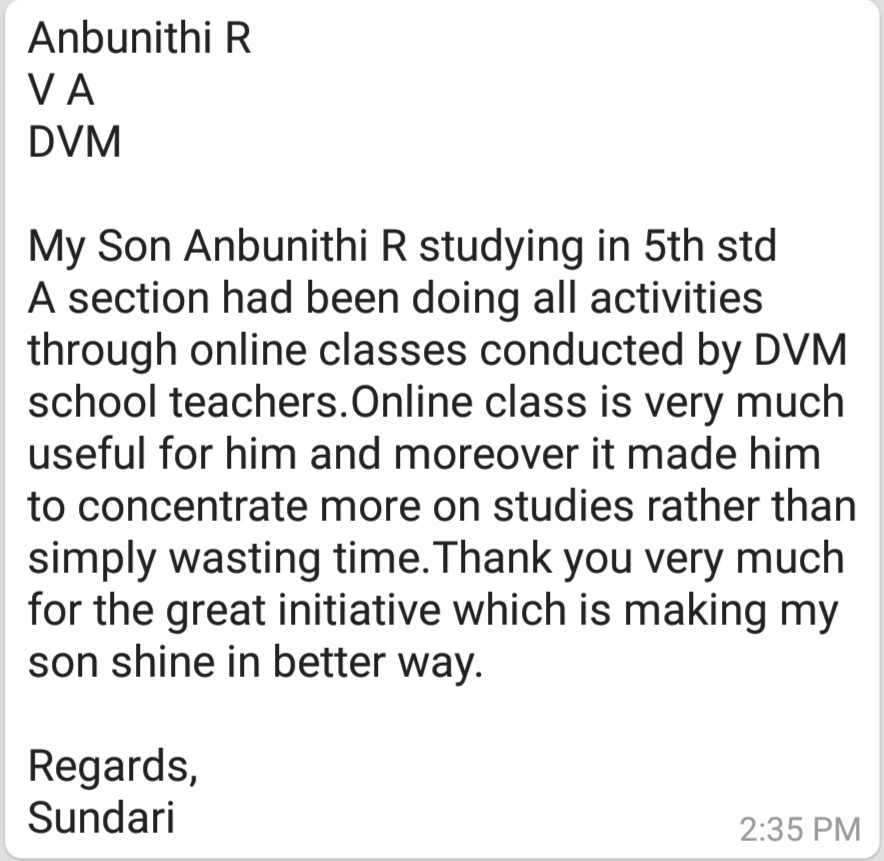 Anbunithi R
V A
DVM
My Son Anbunithi R studying in 5th std
A section had been doing all activities
through online classes conducted by DVM
school teachers.Online class is very much
useful for him and moreover it made him
to concentrate more on studies rather than
simply wasting time.Thank you very much
for the great initiative which is making my
son shine in better way.
Regards,
Sundari
2:35 PM